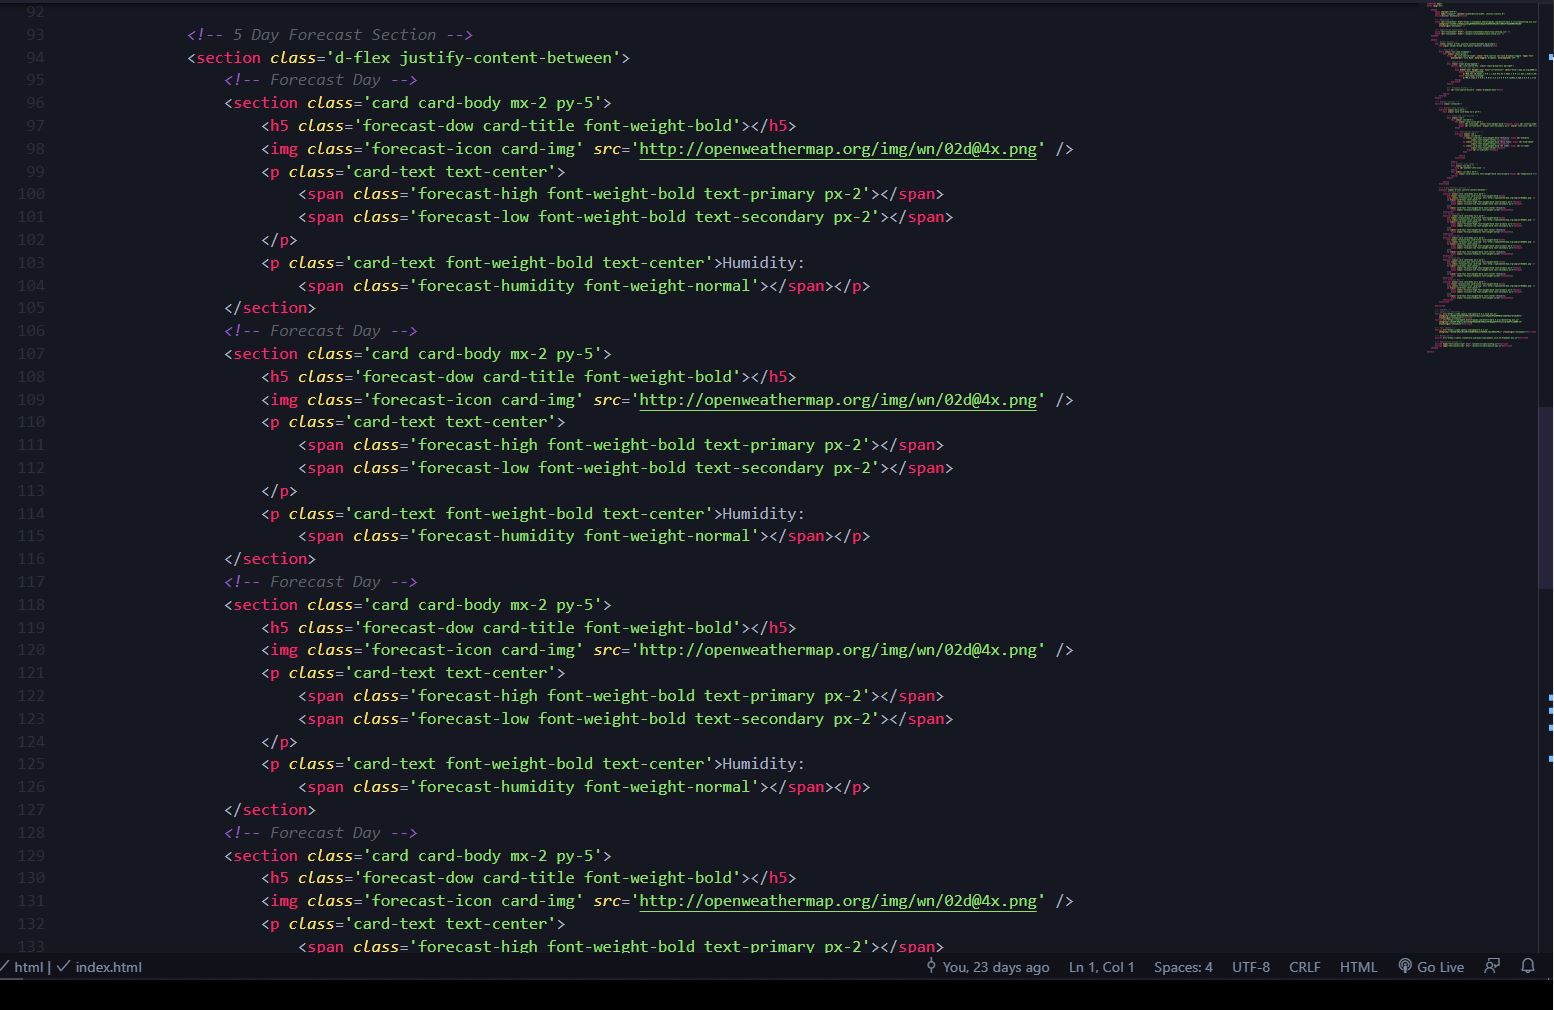 92
93 <!-- 5 Day Forecast Section -->
94 <section class='d-flex justify-content-between'>
95 <!-- Forecast Day -->
96 <section class='card card-body mx-2 py-5'>
97 <h5 class='forecast-dow card-title font-weight-bold'></h5>
98 <img class='forecast-icon card-img' src='http://openweathermap.org/img/wn/02d@4x.png' />
99 <p class='card-text text-center'>
100 <span class='forecast-high font-weight-bold text-primary px-2'></span>
101 <span class='forecast-low font-weight-bold text-secondary px-2'></span>
102 </p>
103 <p class='card-text font-weight-bold text-center'>Humidity:
104 <span class='forecast-humidity font-weight-normal'></span></p>
105 </section>
106 <!-- Forecast Day -->
107 <section class='card card-body mx-2 py-5'>
108 <h5 class='forecast-dow card-title font-weight-bold'></h5>
109 <img class='forecast-icon card-img' src='http://openweathermap.org/img/wn/02d@4x.png' />
110 <p class='card-text text-center'>
111 <span class='forecast-high font-weight-bold text-primary px-2'></span>
112 <span class='forecast-low font-weight-bold text-secondary px-2'></span>
113 </p>
114 <p class='card-text font-weight-bold text-center'>Humidity:
115 <span class='forecast-humidity font-weight-normal'></span></p>
116 </section>
117 <!-- Forecast Day -->
118 <section class='card card-body mx-2 py-5'>
119 <h5 class='forecast-dow card-title font-weight-bold'></h5>
120 <img class='forecast-icon card-img' src='http://openweathermap.org/img/wn/02d@4x.png' />
121 <p class='card-text text-center'>
122 <span class='forecast-high font-weight-bold text-primary px-2'></span>
123 <span class='forecast-low font-weight-bold text-secondary px-2'></span>
124 </p>
125 <p class='card-text font-weight-bold text-center'>Humidity:
126 <span class='forecast-humidity font-weight-normal'></span></p>
127 </section>
128 <!-- Forecast Day -->
129 <section class='card card-body mx-2 py-5'>
130 <h5 class='forecast-dow card-title font-weight-bold'></h5>
131 <img class='forecast-icon card-img' src='http://openweathermap.org/img/wn/02d@4x.png' />
132 <p class='card-text text-center'>
133 <span class='forecast-high font-weight-bold text-primary px-2'></span>
html | index.html You, 23 days ago Ln 1, Col 1 Spaces: 4 UTF-8 CRLF HTML Go Live